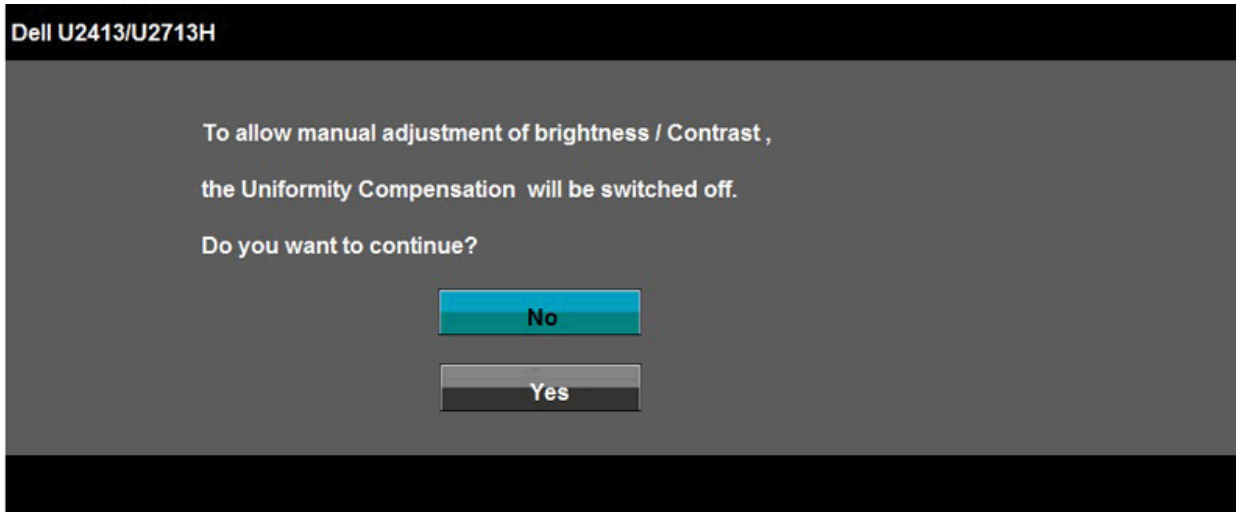 Dell U2413/U2713H
To allow manual adjustment of brightness / Contrast ,
the Uniformity Compensation will be switched off.
Do you want to continue?
No
Yes